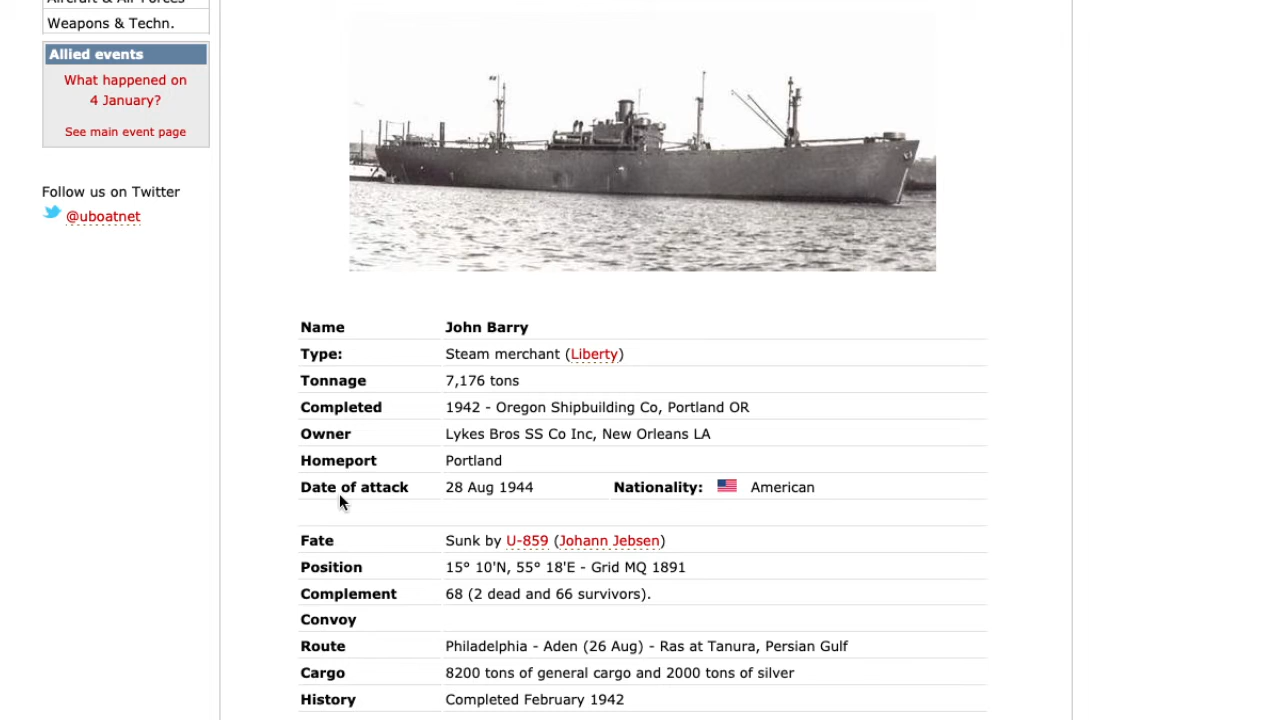 Aircraft & Air Forces
Weapons & Techn.
Allied events
What happened on
4 January?
See main event page
Follow us on Twitter
@uboatnet
Name John Barry
Type: Steam merchant (Liberty)
Tonnage 7,176 tons
Completed 1942 - Oregon Shipbuilding Co, Portland OR
Owner Lykes Bros SS Co Inc, New Orleans LA
Homeport Portland
Date of attack 28 Aug 1944 Nationality: American
Fate Sunk by U-859 (Johann Jebsen)
Position 15° 10'N, 55° 18'E - Grid MQ 1891
Complement 68 (2 dead and 66 survivors).
Convoy
Route Philadelphia - Aden (26 Aug) - Ras at Tanura, Persian Gulf
Cargo 8200 tons of general cargo and 2000 tons of silver
History Completed February 1942